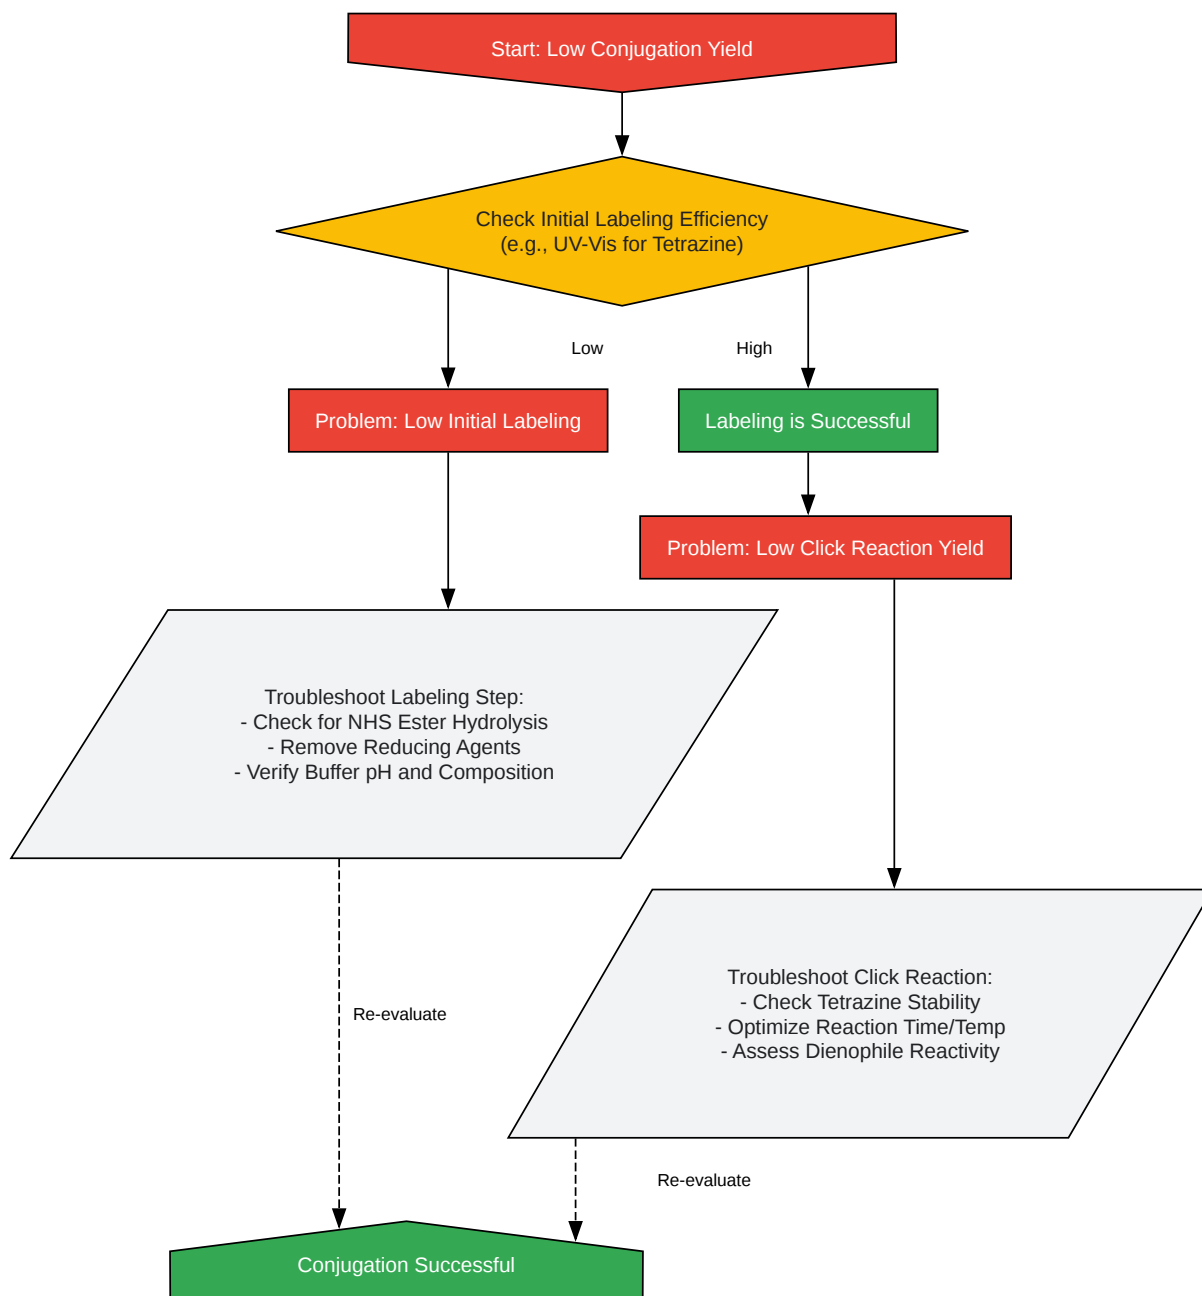 Start: Low Conjugation Yield
Check Initial Labeling Efficiency
(e.g., UV-Vis for Tetrazine)
Low
High
Problem: Low Initial Labeling
Labeling is Successful
Problem: Low Click Reaction Yield
Troubleshoot Labeling Step:
- Check for NHS Ester Hydrolysis
- Remove Reducing Agents
- Verify Buffer pH and Composition
Troubleshoot Click Reaction:
- Check Tetrazine Stability
- Optimize Reaction Time/Temp
- Assess Dienophile Reactivity
Re-evaluate
Re-evaluate
Conjugation Successful